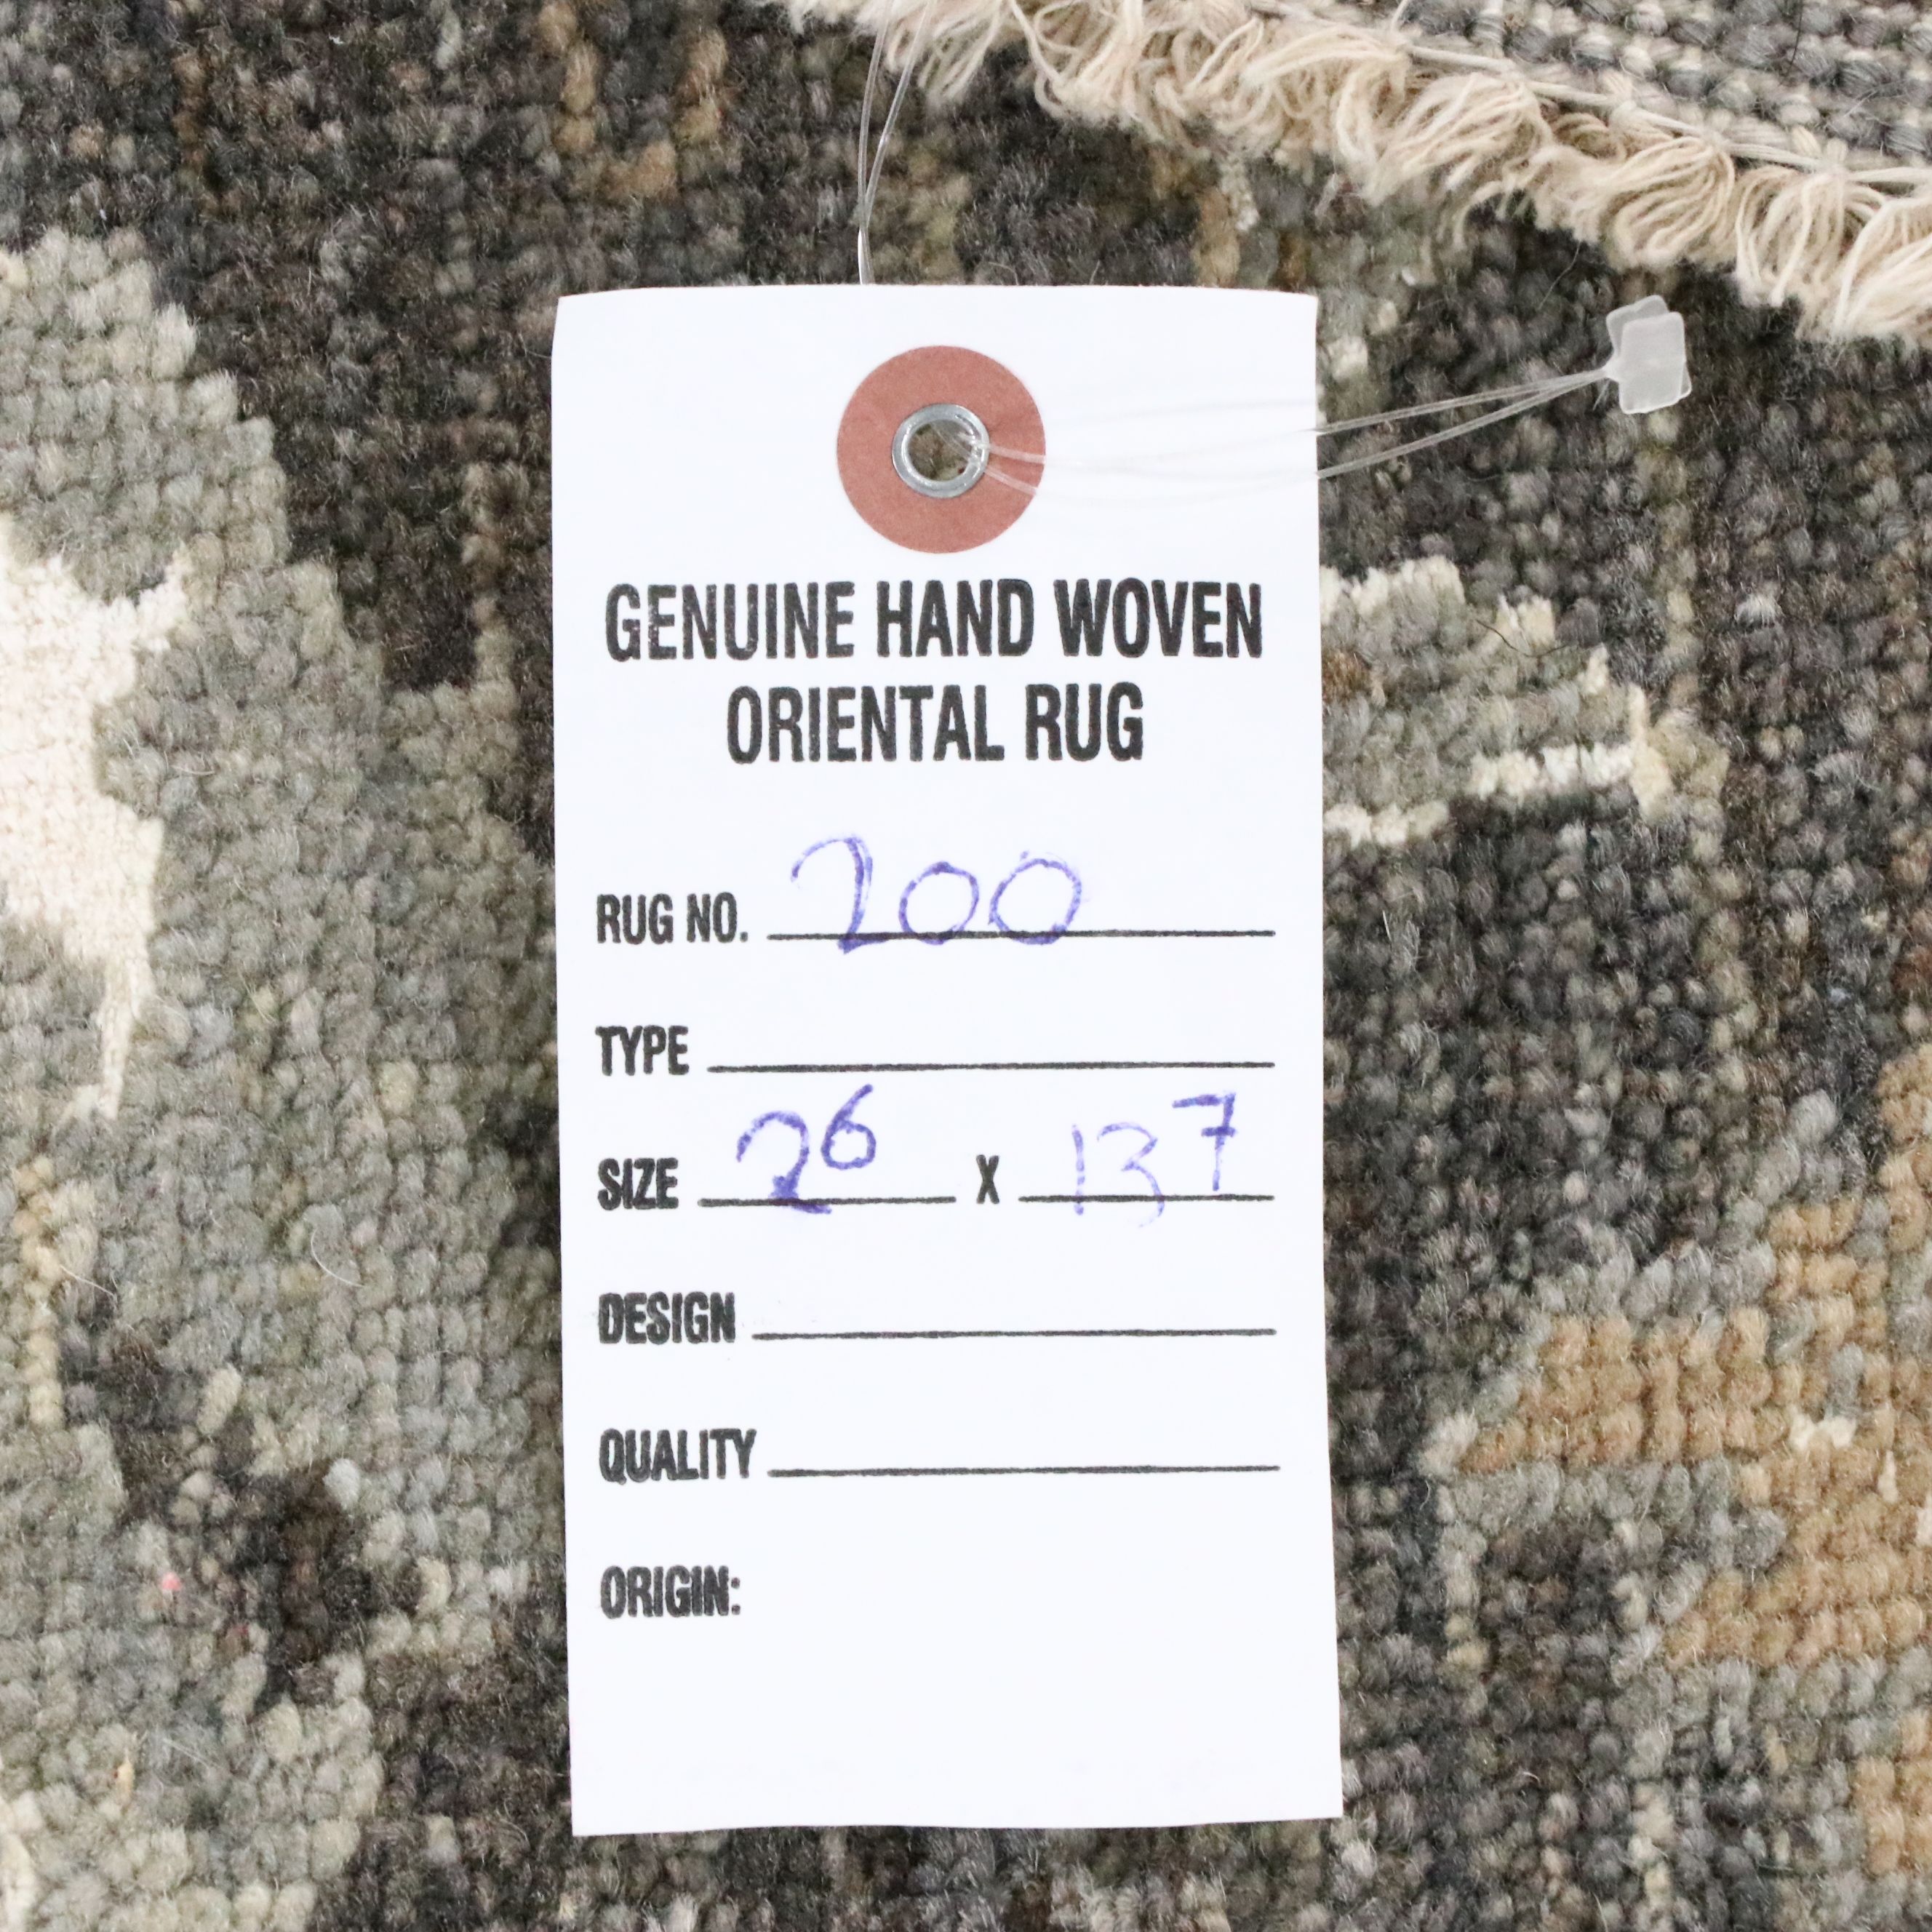 GENUINE HAND WOVEN
ORIENTAL RUG
RUG NO. 200
TYPE
SIZE 2⁶ X 13⁷
DESIGN
QUALITY
ORIGIN: